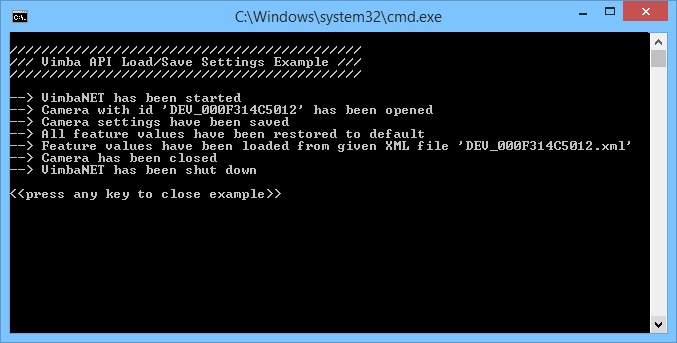 C:\Windows\system32\cmd.exe
////////////////////////////////////////////
/// Vimba API Load/Save Settings Example ///
////////////////////////////////////////////
--> VimbaNET has been started
--> Camera with id 'DEV_000F314C5012' has been opened
--> Camera settings have been saved
--> All feature values have been restored to default
--> Feature values have been loaded from given XML file 'DEV_000F314C5012.xml'
--> Camera has been closed
--> VimbaNET has been shut down
<<press any key to close example>>